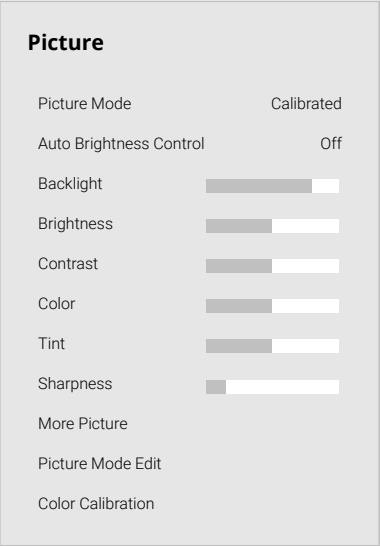 Picture
Picture Mode Calibrated
Auto Brightness Control Off
Backlight
Brightness
Contrast
Color
Tint
Sharpness
More Picture
Picture Mode Edit
Color Calibration